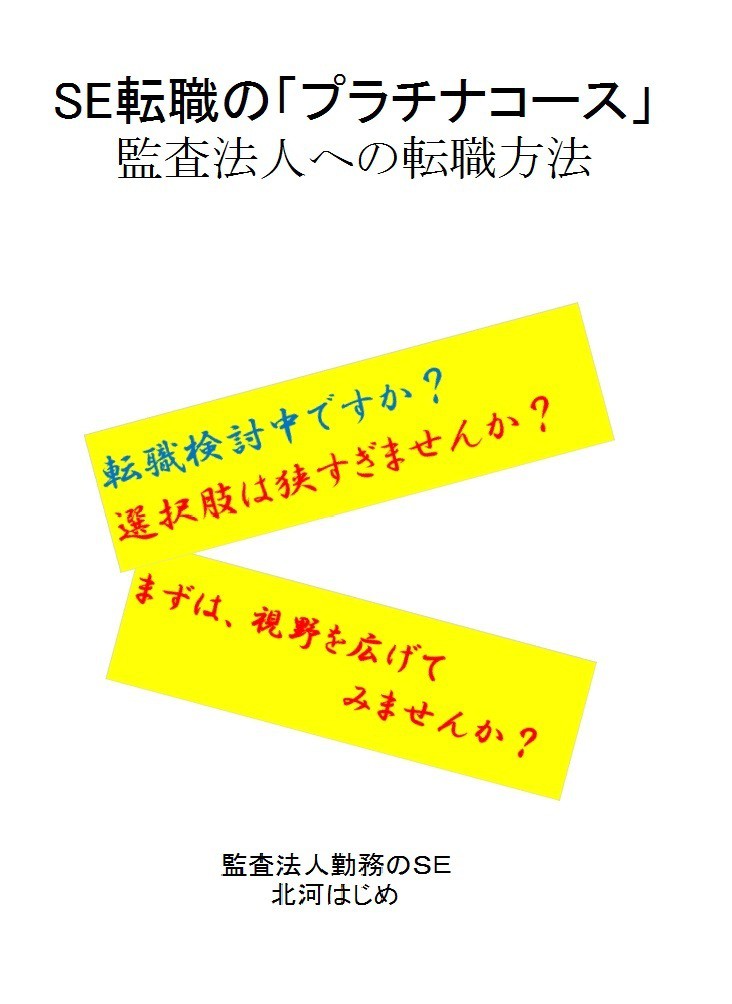 SE転職の「プラチナコース」
監査法人への転職方法
転職検討中ですか?
選択肢は狭すぎませんか?
まずは、視野を広げて
みませんか?
監査法人勤務のSE
北河はじめ